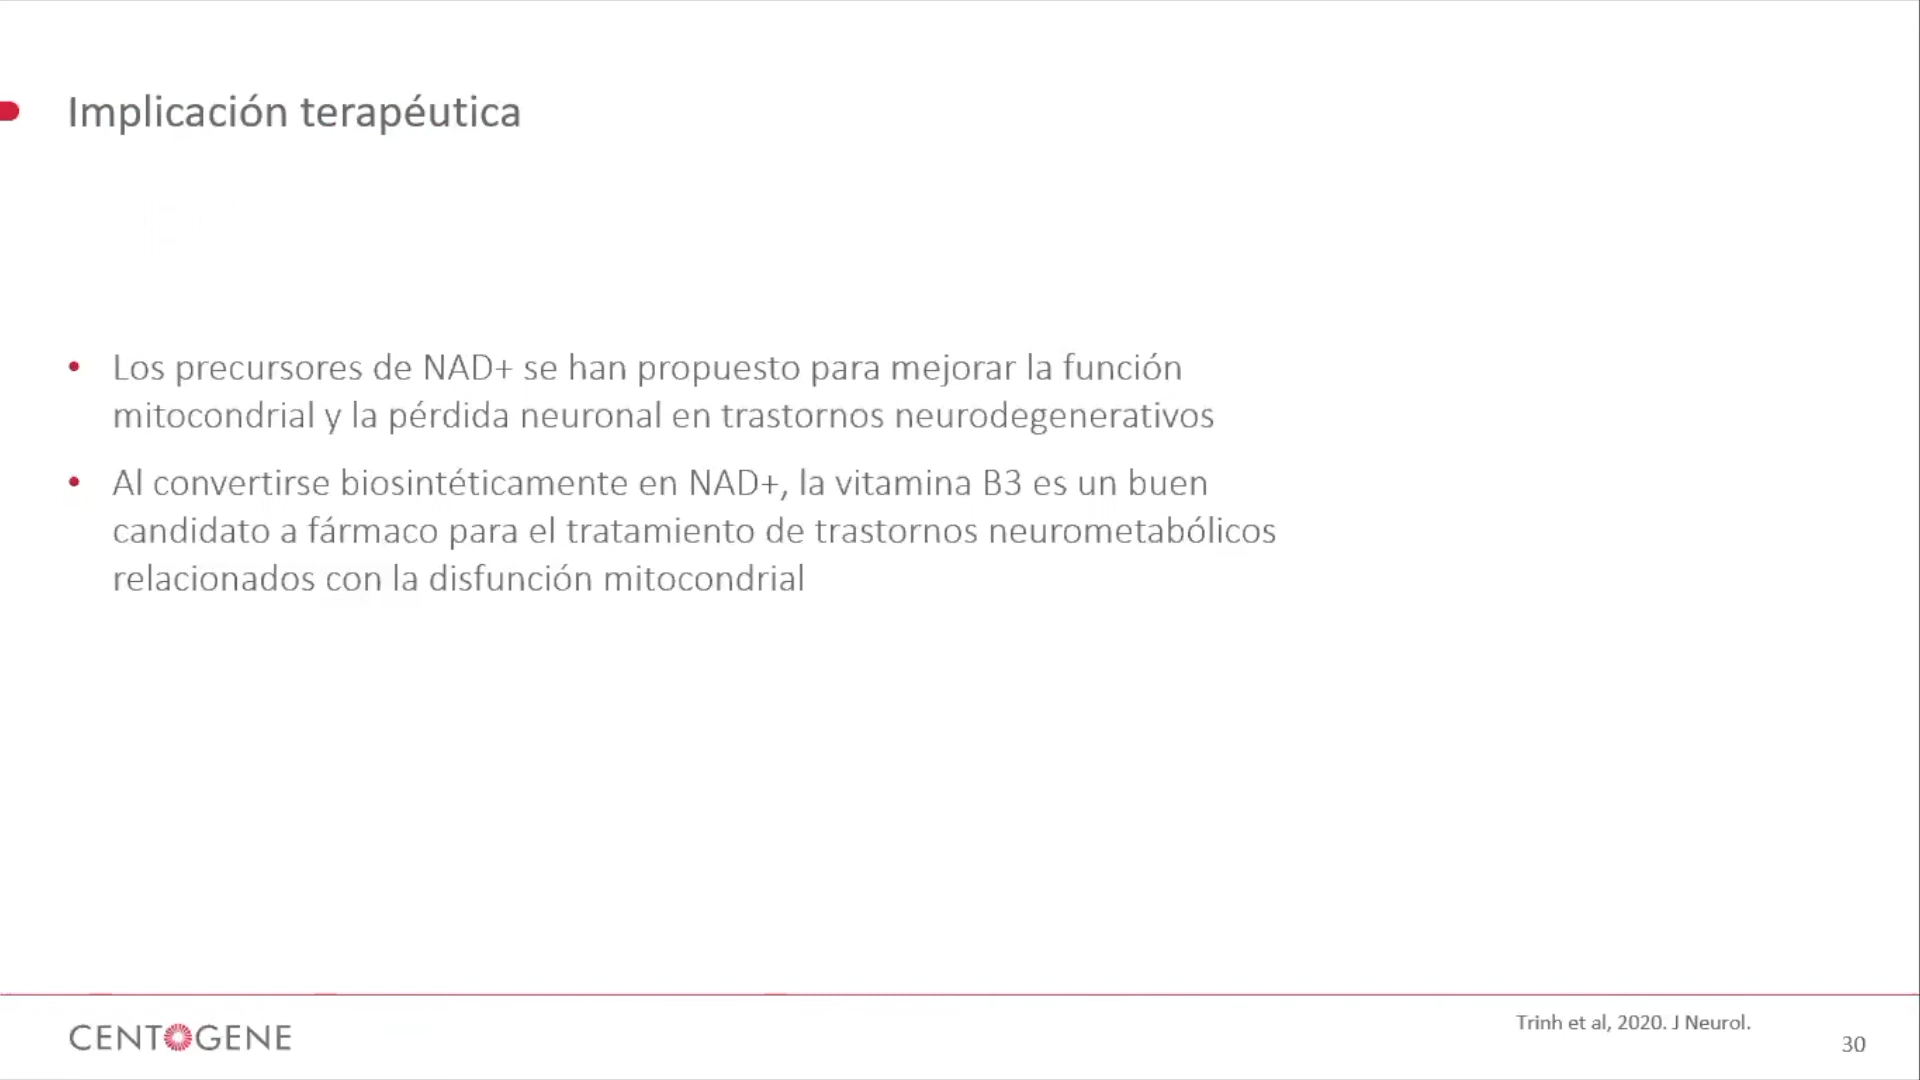 Implicación terapéutica
• Los precursores de NAD+ se han propuesto para mejorar la función
mitocondrial y la pérdida neuronal en trastornos neurodegenerativos
• Al convertirse biosintéticamente en NAD+, la vitamina B3 es un buen
candidato a fármaco para el tratamiento de trastornos neurometabólicos
relacionados con la disfunción mitocondrial
CENTOGENE
Trinh et al, 2020. J Neurol.
30